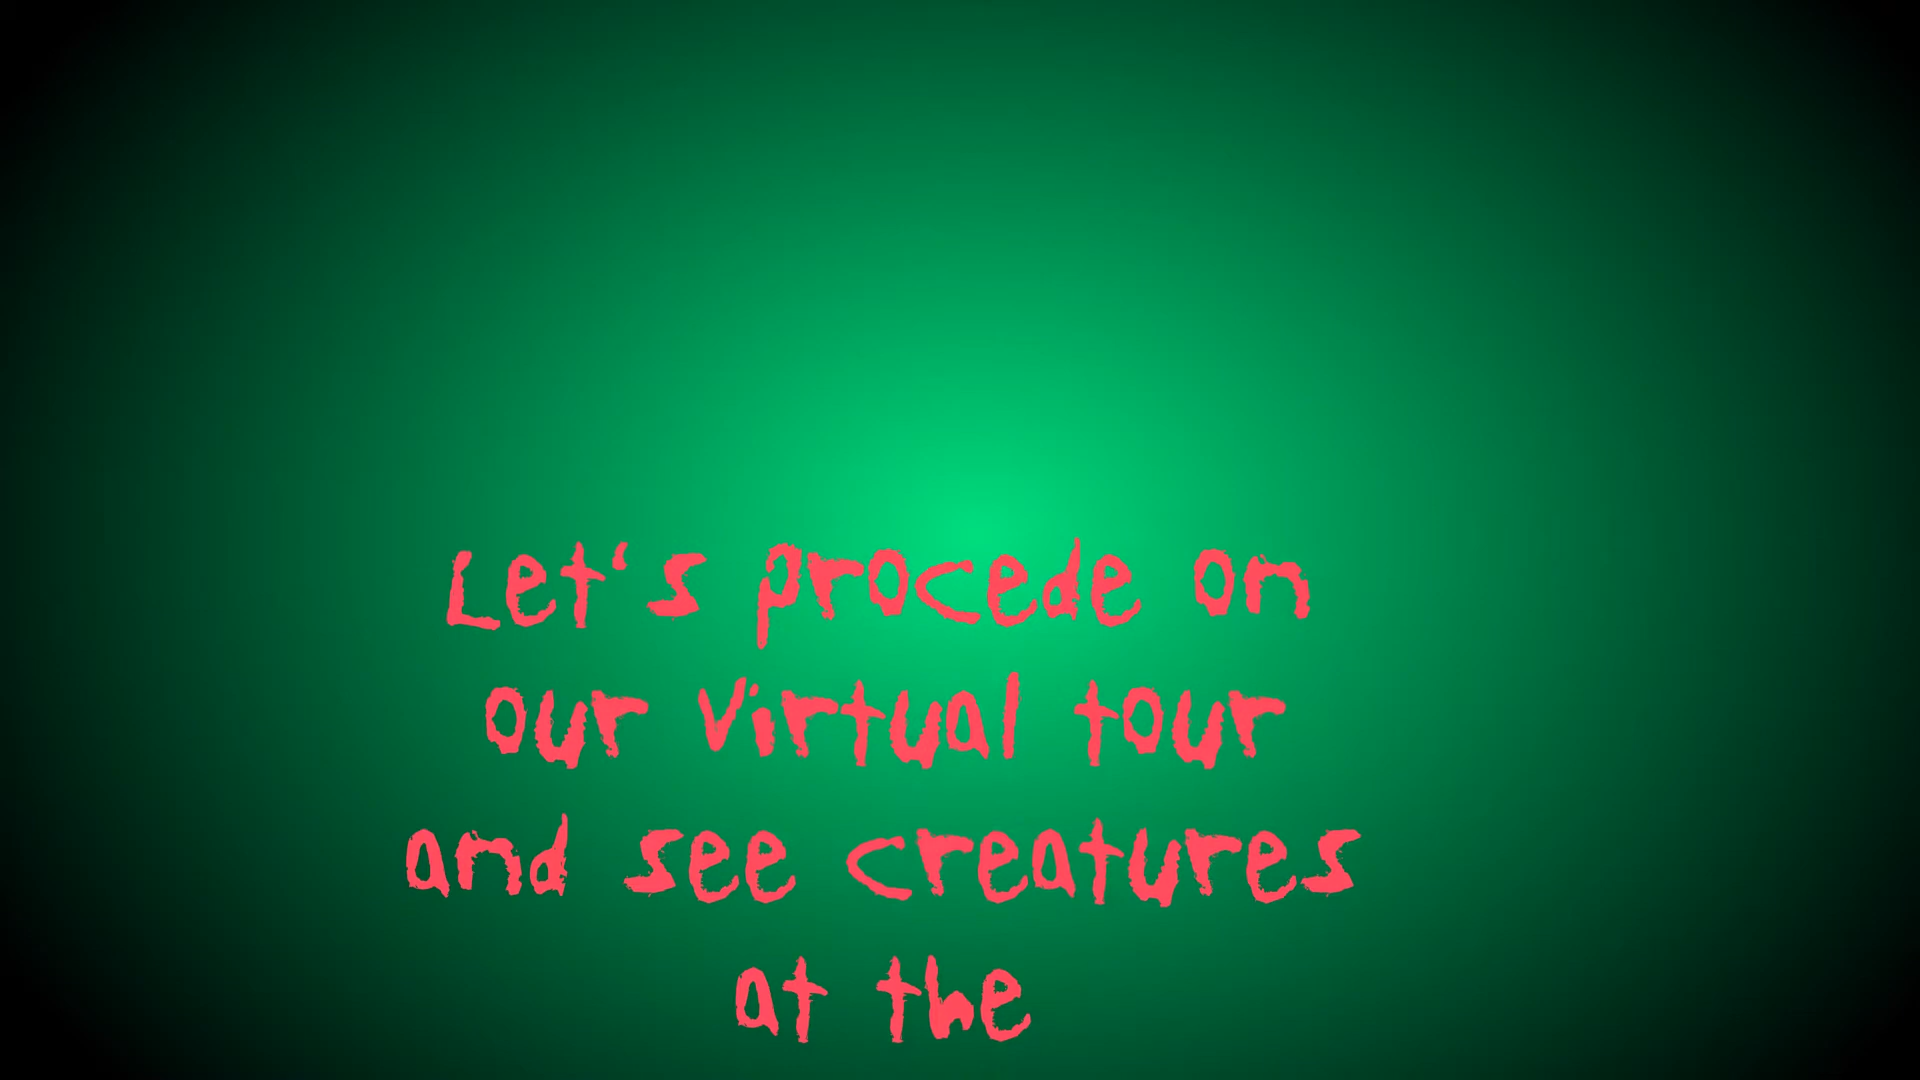 Let's procede on
our virtual tour
and see creatures
at the